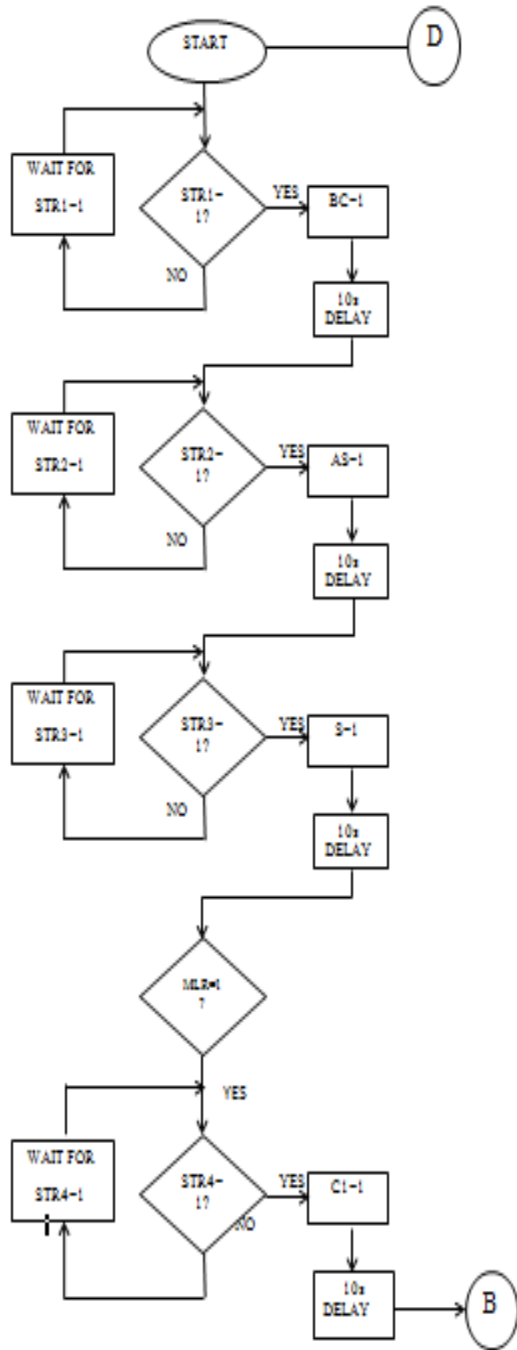 START
D
WAIT FOR
STR1-1
STR1-
1?
YES
BC-1
NO
10s
DELAY
WAIT FOR
STR2-1
STR2-
1?
YES
AS-1
NO
10s
DELAY
WAIT FOR
STR3-1
STR3-
1?
YES
S-1
NO
10s
DELAY
MLR=1
?
YES
WAIT FOR
STR4-1
STR4-
1?
YES
C1-1
NO
10s
DELAY
B